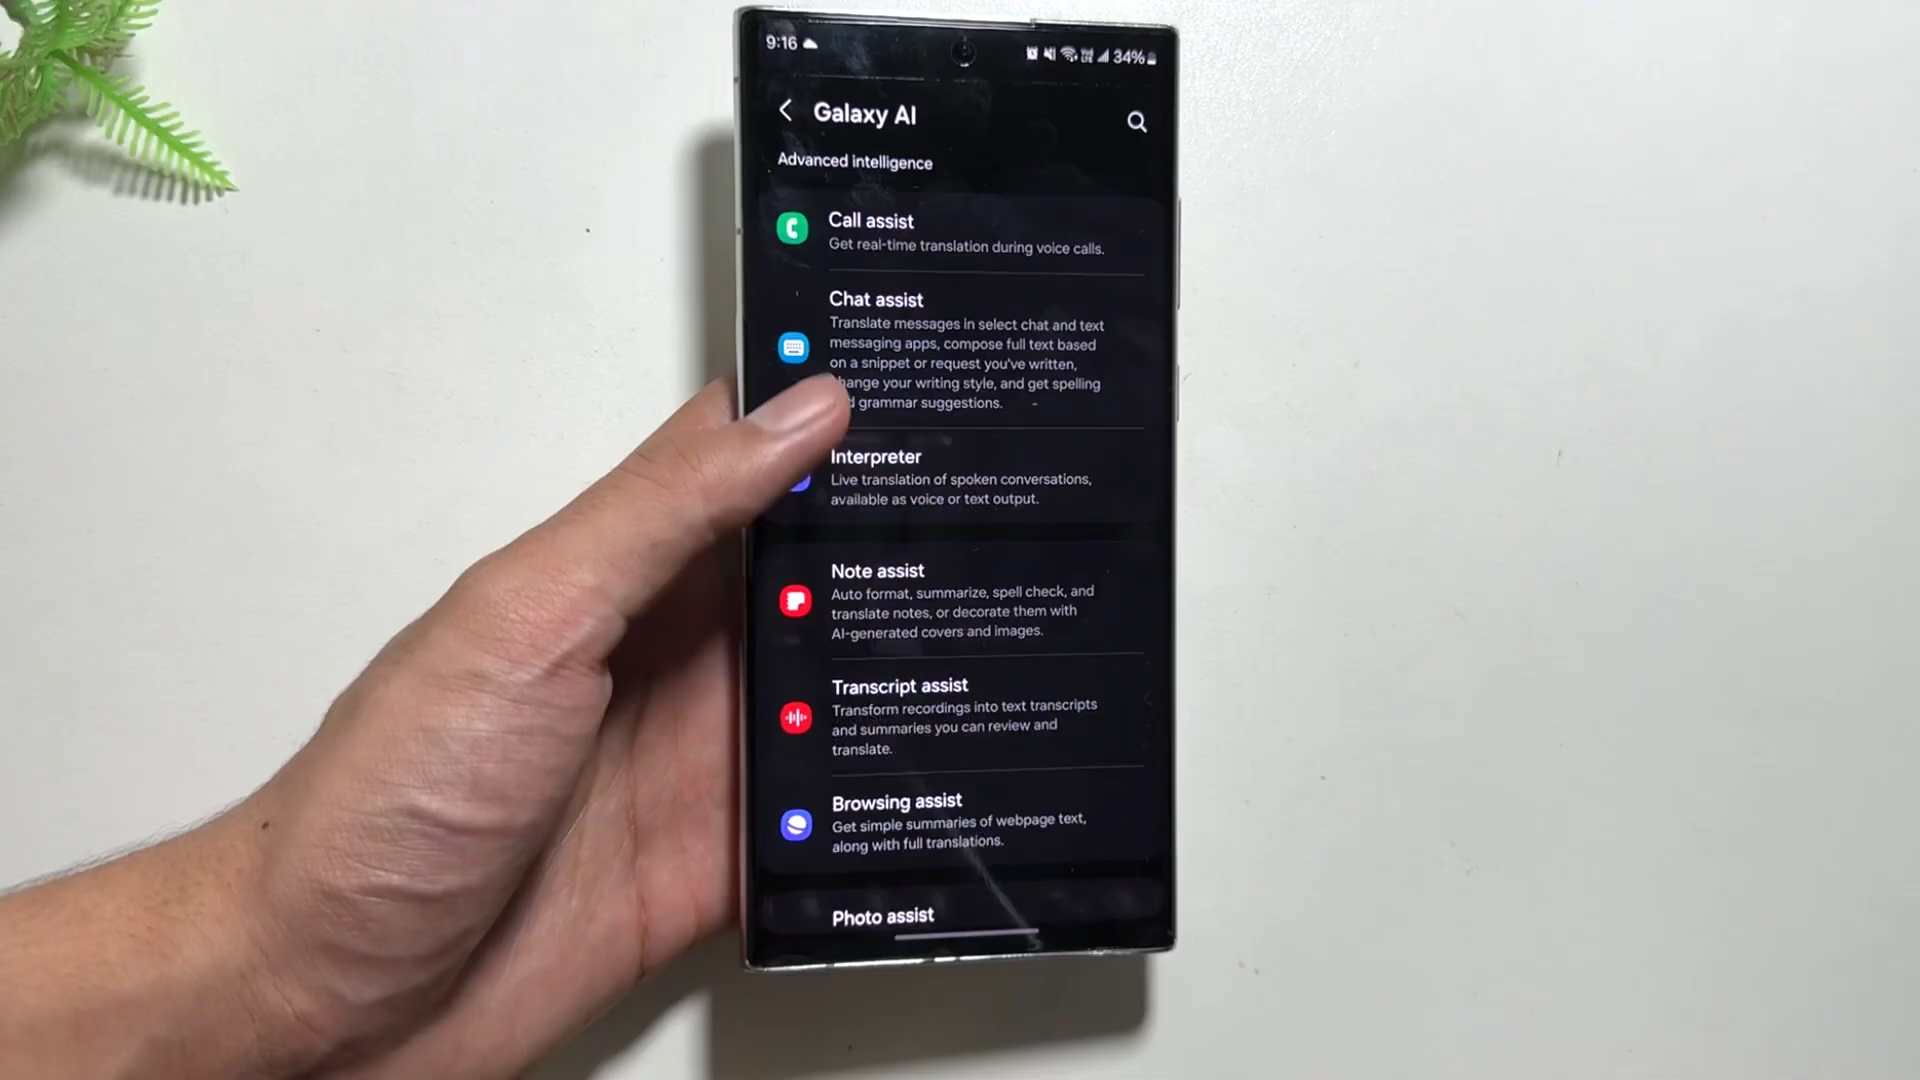 9:16
34%
Galaxy AI
Advanced intelligence
Call assist
Get real-time translation during voice calls.
Chat assist
Translate messages in select chat and text
messaging apps, compose full text based
on a snippet or request you've written,
change your writing style, and get spelling
grammar suggestions.
Interpreter
Live translation of spoken conversations,
available as voice or text output.
Note assist
Auto format, summarize, spell check, and
translate notes, or decorate them with
AI-generated covers and images.
Transcript assist
Transform recordings into text transcripts
and summaries you can review and
translate.
Browsing assist
Get simple summaries of webpage text,
along with full translations.
Photo assist